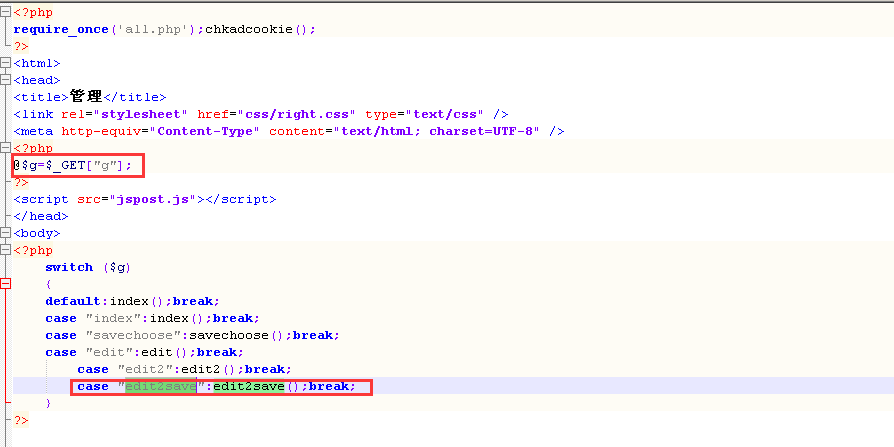 <?php
require_once('all.php');chkadcookie();
?>
<html>
<head>
<title>管理</title>
<link rel="stylesheet" href="css/right.css" type="text/css" />
<meta http-equiv="Content-Type" content="text/html; charset=UTF-8" />
<?php
@$g=$_GET["g"];
?>
<script src="jspost.js"></script>
</head>
<body>
<?php
switch ($g)
{
default:index();break;
case "index":index();break;
case "savechoose":savechoose();break;
case "edit":edit();break;
case "edit2":edit2();break;
case "edit2save":edit2save();break;
}
?>